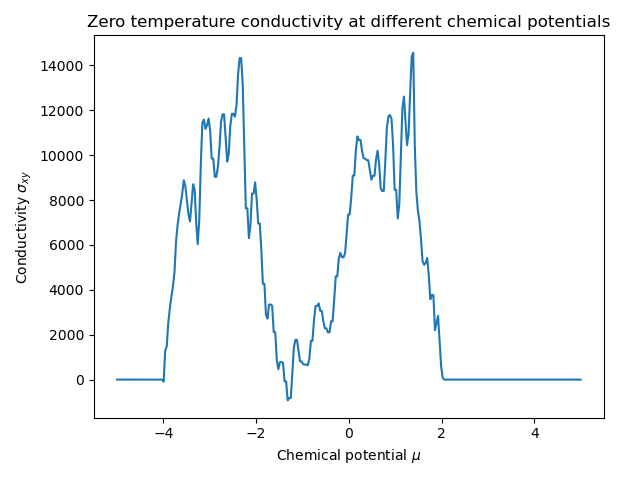 Zero temperature conductivity at different chemical potentials
14000
12000
10000
8000
6000
4000
2000
0
Conductivity σxy
−4 −2 0 2 4
Chemical potential μ